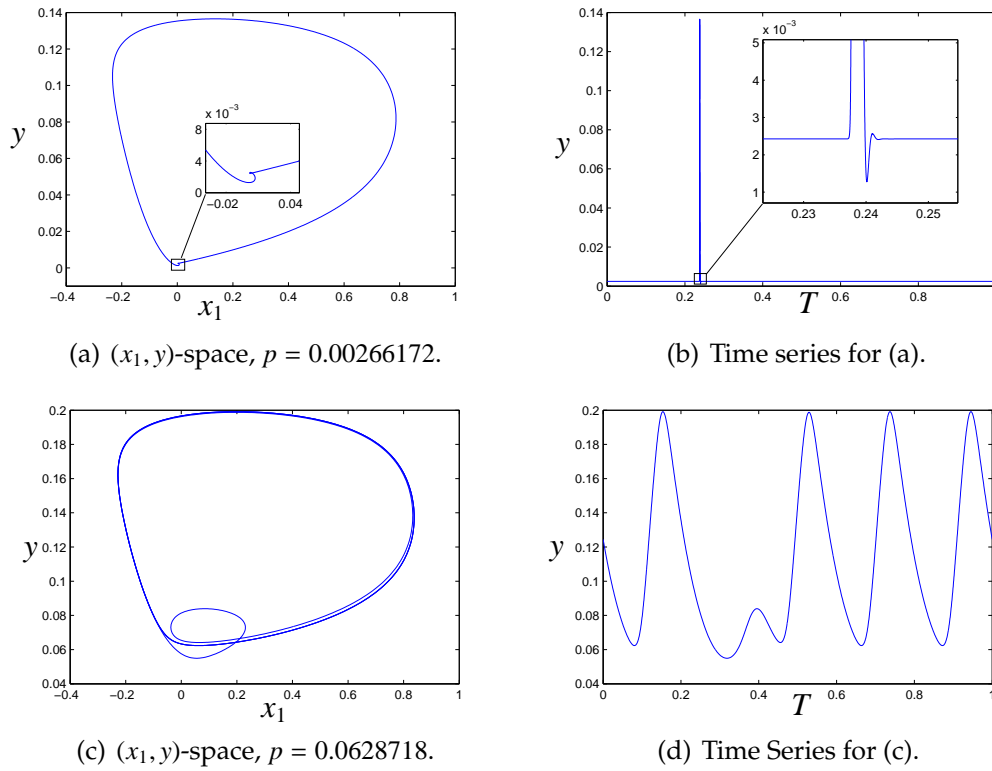 0.14
0.12
0.1
0.08
0.06
0.04
0.02
0
y
x 10⁻³
8
4
0
−0.02 0.04
−0.4 −0.2 0 0.2 0.4 0.6 0.8 1
x₁
(a) (x₁, y)-space, p = 0.00266172.
0.14
0.12
0.1
0.08
0.06
0.04
0.02
0
y
x 10⁻³
5
4
3
2
1
0.23 0.24 0.25
0 0.2 0.4 0.6 0.8
T
(b) Time series for (a).
0.2
0.16
0.14
0.12
0.1
0.08
0.06
0.04
y
−0.4 −0.2 0 0.2 0.4 0.6 0.8 1
x₁
(c) (x₁, y)-space, p = 0.0628718.
0.2
0.16
0.14
0.12
0.1
0.08
0.06
0.04
y
0 0.2 0.4 0.6 0.8 1
T
(d) Time Series for (c).